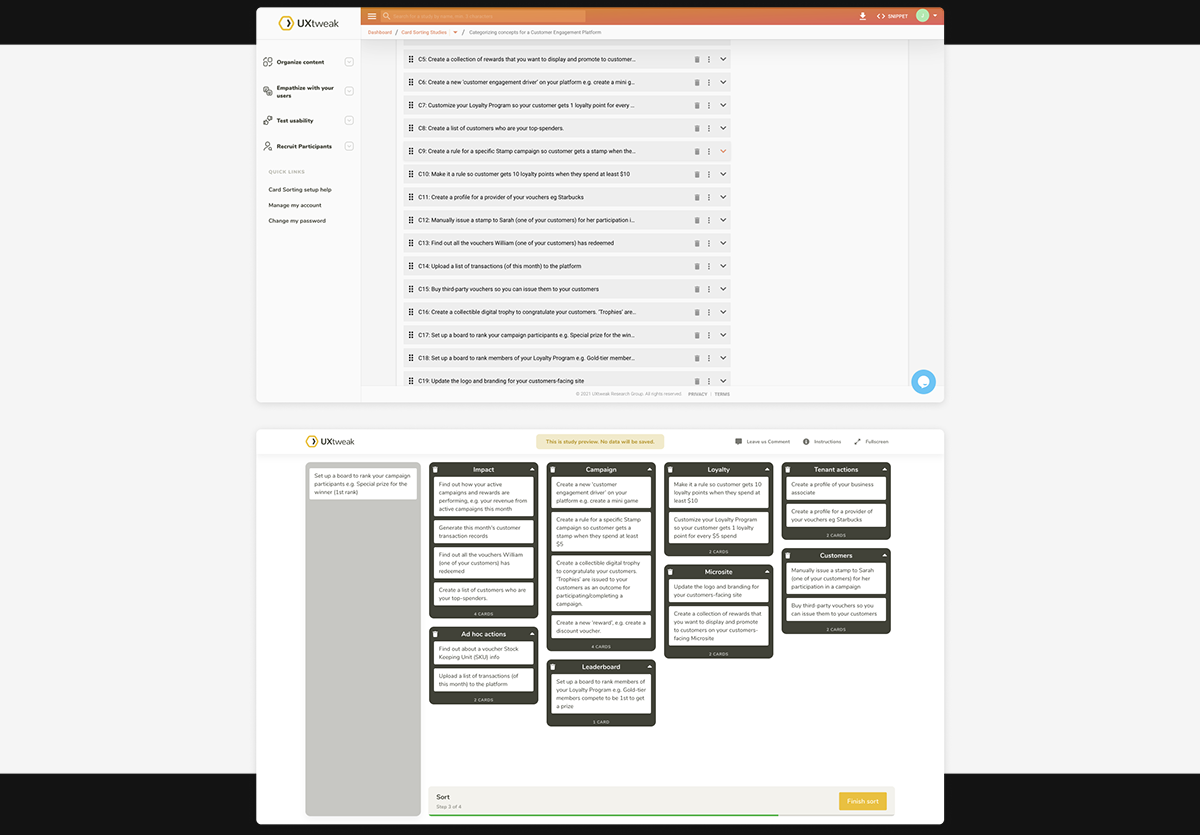 UXtweak
Search for a study by name (min. 3 characters)
SNIPPET
J
Dashboard / Card Sorting Studies / Categorizing concepts for a Customer Engagement Platform
Organize content
Empathize with your
users
Test usability
Recruit Participants
QUICK LINKS
Card Sorting setup help
Manage my account
Change my password
C5: Create a collection of rewards that you want to display and promote to customer...
C6: Create a new 'customer engagement driver' on your platform e.g. create a mini g...
C7: Customize your Loyalty Program so your customer gets 1 loyalty point for every ...
C8: Create a list of customers who are your top-spenders.
C9: Create a rule for a specific Stamp campaign so customer gets a stamp when the...
C10: Make it a rule so customer gets 10 loyalty points when they spend at least $10
C11: Create a profile for a provider of your vouchers eg Starbucks
C12: Manually issue a stamp to Sarah (one of your customers) for her participation i...
C13: Find out all the vouchers William (one of your customers) has redeemed
C14: Upload a list of transactions (of this month) to the platform
C15: Buy third-party vouchers so you can issue them to your customers
C16: Create a collectible digital trophy to congratulate your customers. 'Trophies' are...
C17: Set up a board to rank your campaign participants e.g. Special prize for the win...
C18: Set up a board to rank members of your Loyalty Program e.g. Gold-tier member...
C19: Update the logo and branding for your customers-facing site
© 2021 UXtweak Research Group. All rights reserved PRIVACY | TERMS
UXtweak
This is study preview. No data will be saved.
Leave us Comment
Instructions
Fullscreen
Set up a board to rank your campaign
participants e.g. Special prize for the
winner (1st rank)
Impact
Find out how your active
campaigns and rewards are
performing, e.g. your revenue from
active campaigns this month
Generate this month's customer
transaction records
Find out all the vouchers William
(one of your customers) has
redeemed
Create a list of customers who are
your top-spenders.
4 CARDS
Ad hoc actions
Find out about a voucher Stock
Keeping Unit (SKU) info
Upload a list of transactions (of
this month) to the platform
2 CARDS
Campaign
Create a new 'customer
engagement driver' on your
platform e.g. create a mini game
Create a rule for a specific Stamp
campaign so customer gets a
stamp when they spend at least
$5
Create a collectible digital trophy
to congratulate your customers.
'Trophies' are issued to your
customers as an outcome for
participating/completing a
campaign.
Create a new 'reward', e.g. create a
discount voucher.
4 CARDS
Leaderboard
Set up a board to rank members of
your Loyalty Program e.g. Gold-tier
members compete to be 1st to get
a prize
1 CARD
Loyalty
Make it a rule so customer gets 10
loyalty points when they spend at
least $10
Customize your Loyalty Program
so your customer gets 1 loyalty
point for every $5 spend
2 CARDS
Microsite
Update the logo and branding for
your customers-facing site
Create a collection of rewards that
you want to display and promote
to customers on your customers-
facing Microsite
2 CARDS
Tenant actions
Create a profile of your business
associate
Create a profile for a provider of
your vouchers eg Starbucks
2 CARDS
Customers
Manually issue a stamp to Sarah
(one of your customers) for her
participation in a campaign
Buy third-party vouchers so you
can issue them to your customers
2 CARDS
Sort
Step 3 of 4
Finish sort